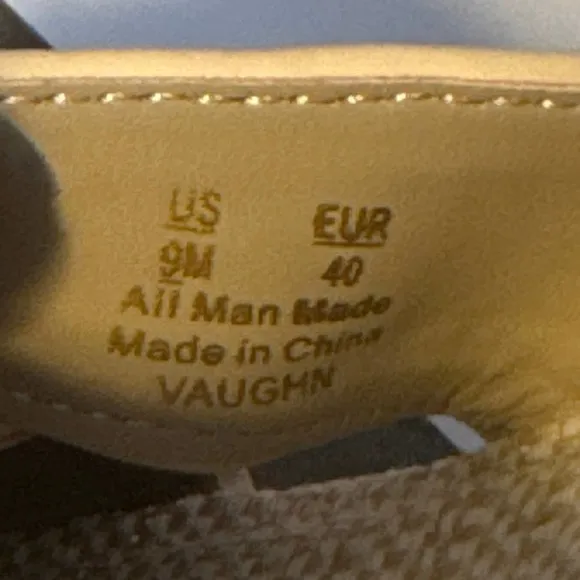 US EUR
9M 40
All Man Made
Made in China
VAUGHN